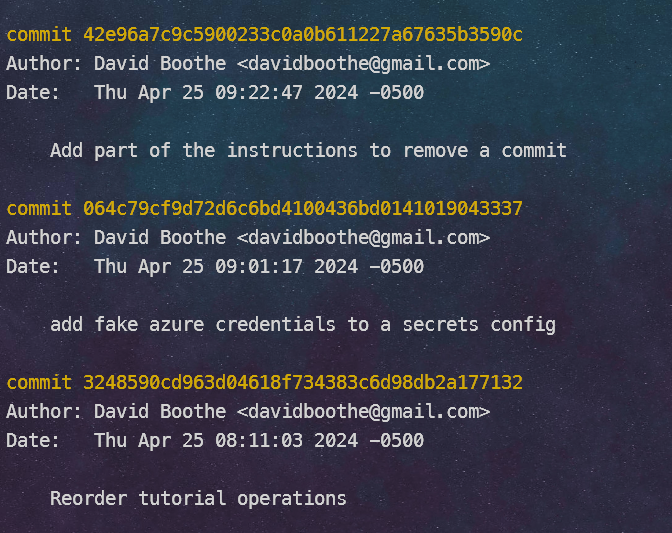 commit 42e96a7c9c5900233c0a0b611227a67635b3590c
Author: David Boothe <davidboothe@gmail.com>
Date:   Thu Apr 25 09:22:47 2024 -0500
Add part of the instructions to remove a commit
commit 064c79cf9d72d6c6bd4100436bd0141019043337
Author: David Boothe <davidboothe@gmail.com>
Date:   Thu Apr 25 09:01:17 2024 -0500
add fake azure credentials to a secrets config
commit 3248590cd963d04618f734383c6d98db2a177132
Author: David Boothe <davidboothe@gmail.com>
Date:   Thu Apr 25 08:11:03 2024 -0500
Reorder tutorial operations